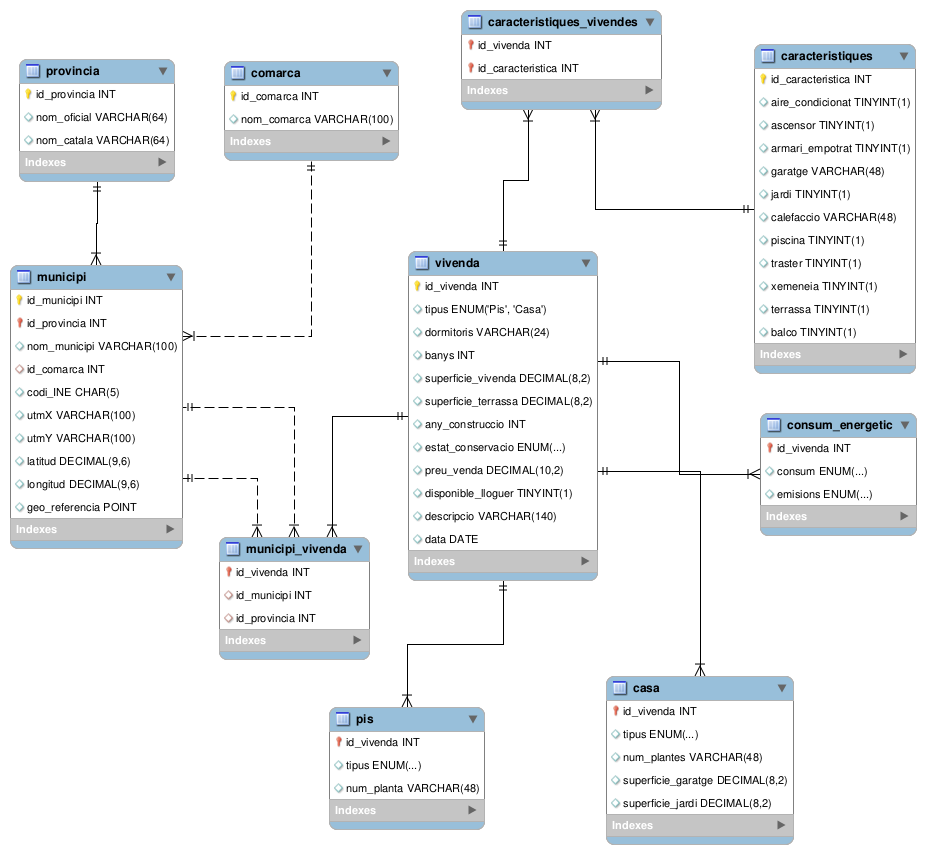 provincia
id_provincia INT
nom_oficial VARCHAR(64)
nom_catala VARCHAR(64)
Indexes
comarca
id_comarca INT
nom_comarca VARCHAR(100)
Indexes
caracteristiques_vivendes
id_vivenda INT
id_caracteristica INT
Indexes
caracteristiques
id_caracteristica INT
aire_condicionat TINYINT(1)
ascensor TINYINT(1)
armari_empotrat TINYINT(1)
garatge VARCHAR(48)
jardi TINYINT(1)
calefaccio VARCHAR(48)
piscina TINYINT(1)
traster TINYINT(1)
xemeneia TINYINT(1)
terrassa TINYINT(1)
balco TINYINT(1)
Indexes
municipi
id_municipi INT
id_provincia INT
nom_municipi VARCHAR(100)
id_comarca INT
codi_INE CHAR(5)
utmX VARCHAR(100)
utmY VARCHAR(100)
latitud DECIMAL(9,6)
longitud DECIMAL(9,6)
geo_referencia POINT
Indexes
vivenda
id_vivenda INT
tipus ENUM('Pis', 'Casa')
dormitoris VARCHAR(24)
banys INT
superficie_vivenda DECIMAL(8,2)
superficie_terrassa DECIMAL(8,2)
any_construccio INT
estat_conservacio ENUM(...)
preu_venda DECIMAL(10,2)
disponible_lloguer TINYINT(1)
descripcio VARCHAR(140)
data DATE
Indexes
consum_energetic
id_vivenda INT
consum ENUM(...)
emisions ENUM(...)
Indexes
municipi_vivenda
id_vivenda INT
id_municipi INT
id_provincia INT
Indexes
pis
id_vivenda INT
tipus ENUM(...)
num_planta VARCHAR(48)
Indexes
casa
id_vivenda INT
tipus ENUM(...)
num_plantes VARCHAR(48)
superficie_garatge DECIMAL(8,2)
superficie_jardi DECIMAL(8,2)
Indexes